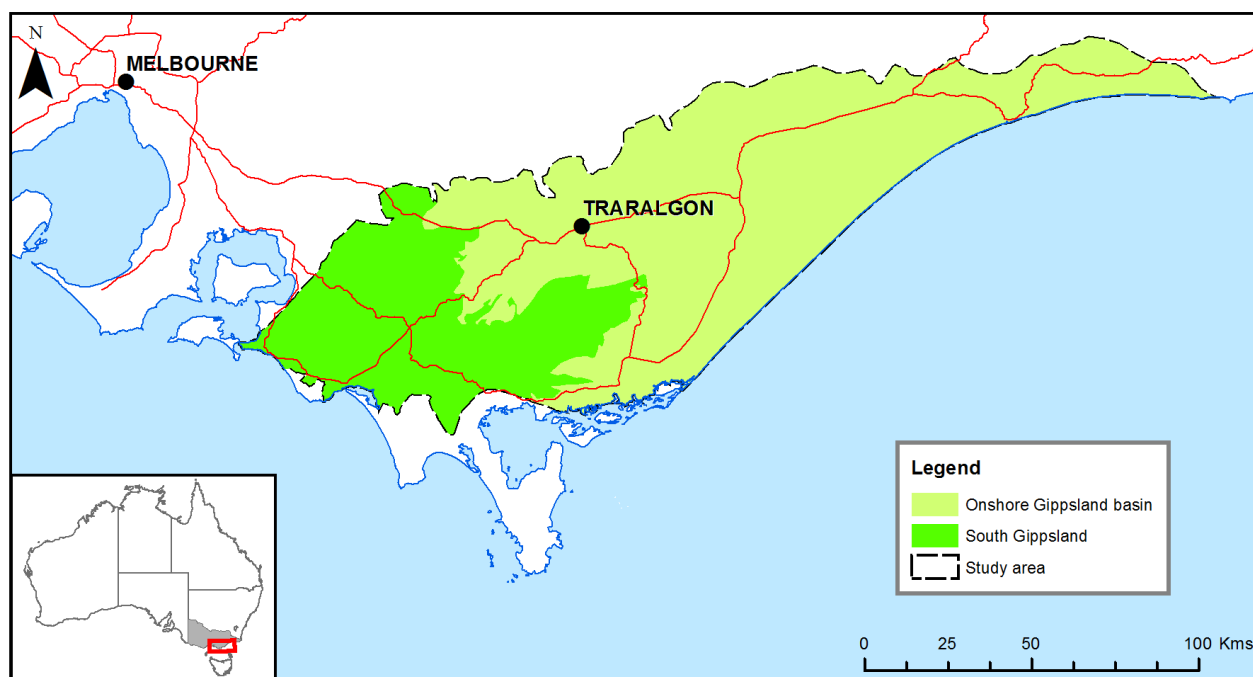 N
MELBOURNE
TRARALGON
Legend
Onshore Gippsland basin
South Gippsland
Study area
0 25 50 100 Kms